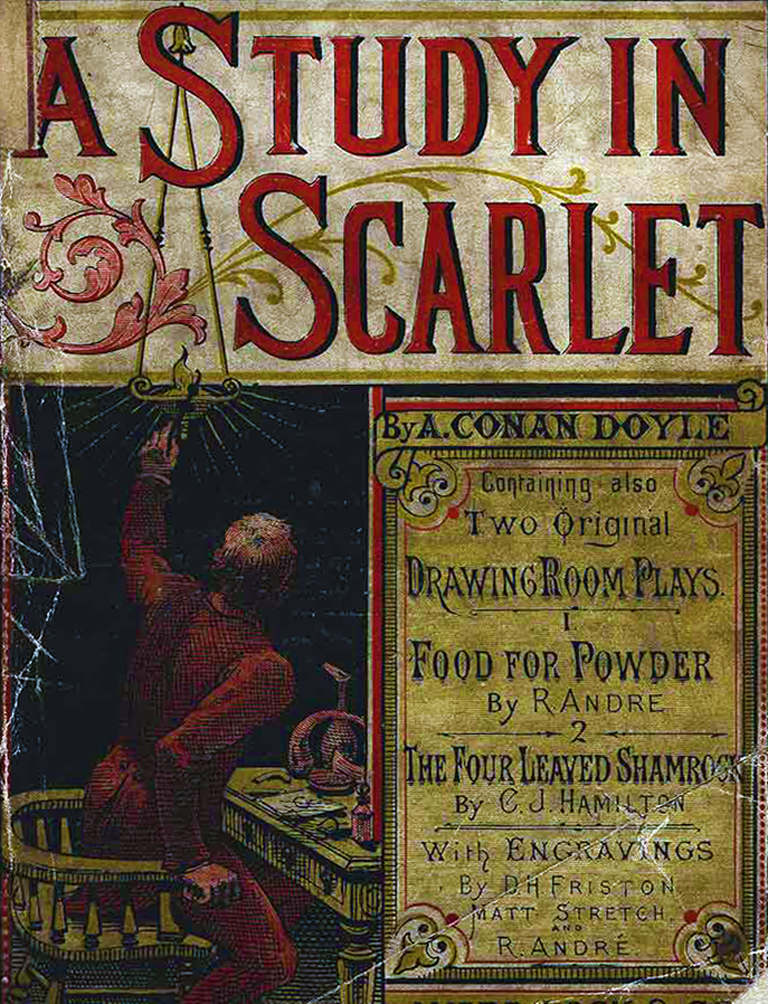 A STUDY IN
SCARLET
By A. CONAN DOYLE
Containing also
Two Original
DRAWING ROOM PLAYS.
1.
FOOD FOR POWDER
By R. ANDRE
2
THE FOUR LEAVED SHAMROCK
By C. J. HAMILTON
With ENGRAVINGS
By D. H FRISTON
MATT STRETCH.
AND
R. ANDRÉ.